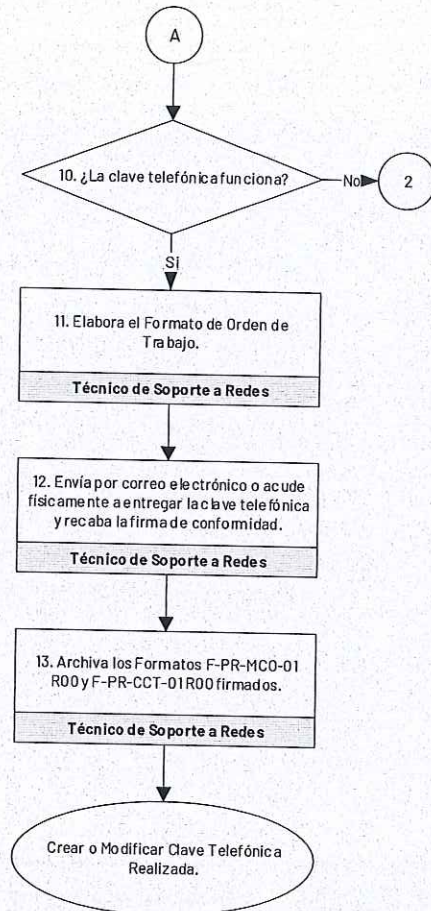 A
10. ¿La clave telefónica funciona?
No
2
Si
11. Elabora el Formato de Orden de
Trabajo.
Técnico de Soporte a Redes
12. Envía por correo electrónico o acude
físicamente a entregar la clave telefónica
y recaba la firma de conformidad.
Técnico de Soporte a Redes
13. Archiva los Formatos F-PR-MCO-01
R00 y F-PR-CCT-01 R00 firmados.
Técnico de Soporte a Redes
Crear o Modificar Clave Telefónica
Realizada.